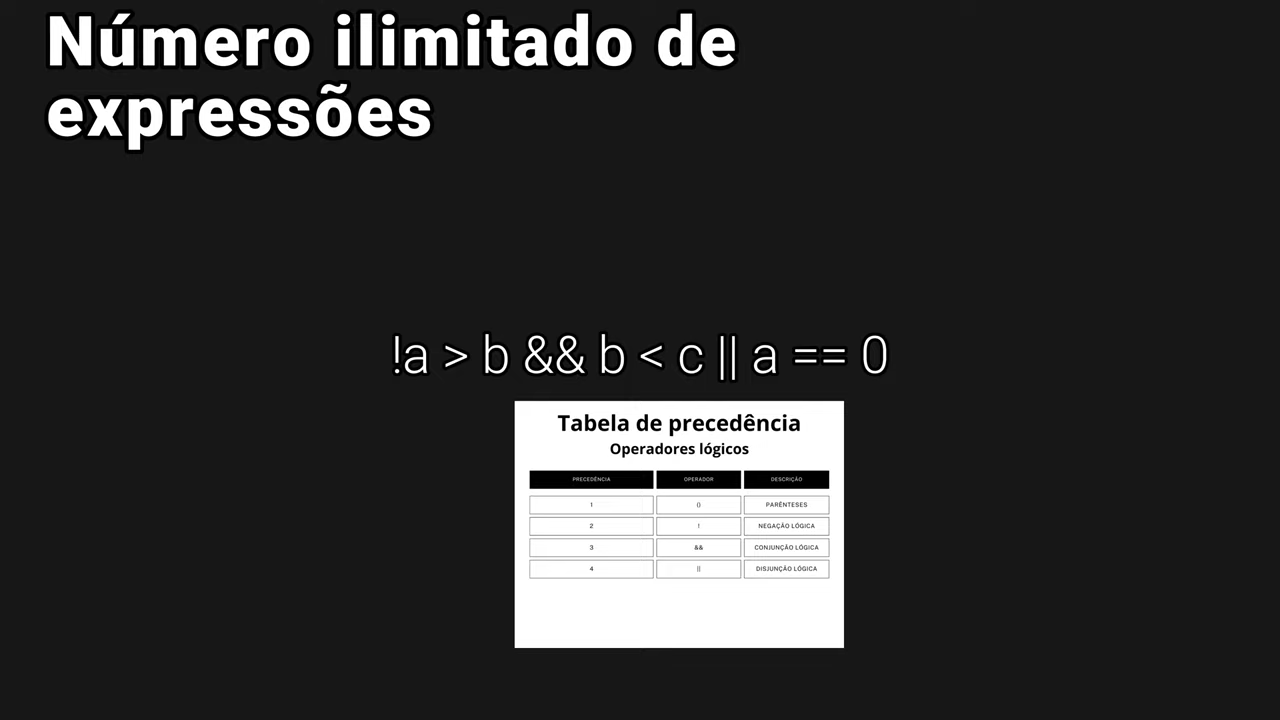 Número ilimitado de
expressões
!a > b && b < c || a == 0
Tabela de precedência
Operadores lógicos
PRECEDÊNCIA OPERADOR DESCRIÇÃO
1 () PARÊNTESES
2 ! NEGAÇÃO LÓGICA
3 && CONJUNÇÃO LÓGICA
4 || DISJUNÇÃO LÓGICA